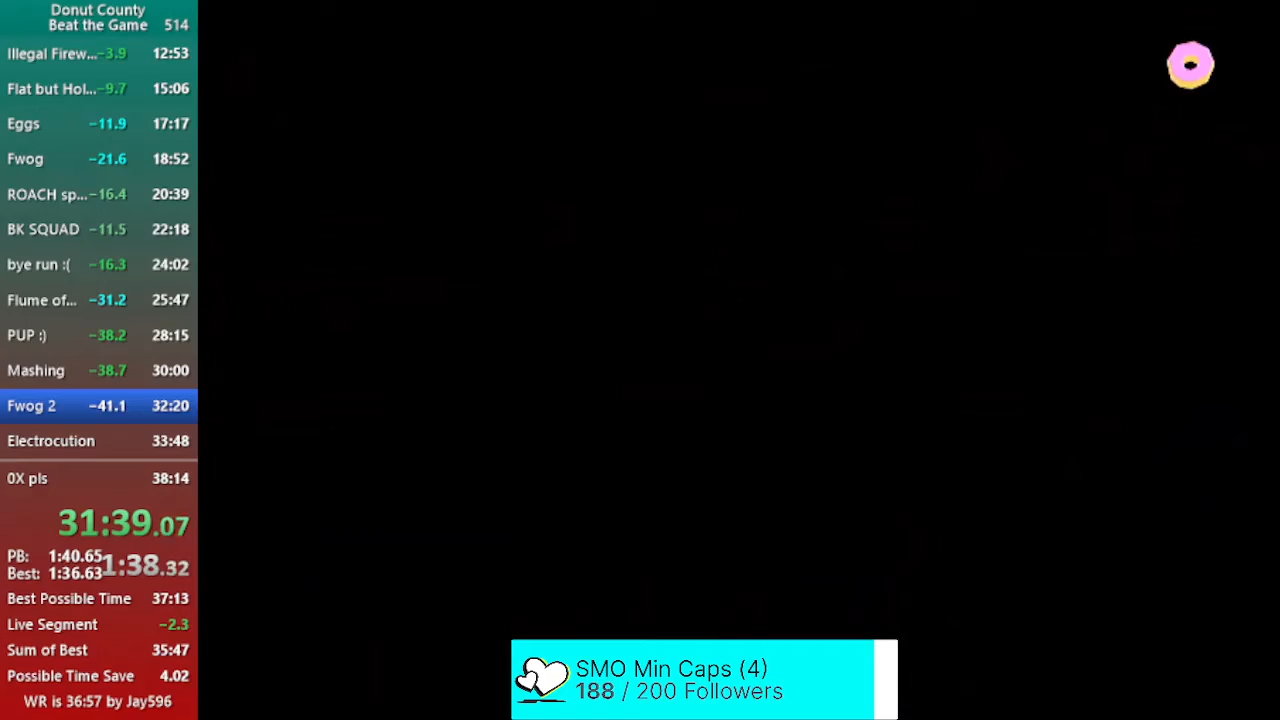 Donut County
Beat the Game 514
Illegal Firew... -3.9 12:53
Flat but Hol... -9.7 15:06
Eggs -11.9 17:17
Fwog -21.6 18:52
ROACH sp... -16.4 20:39
BK SQUAD -11.5 22:18
bye run :( -16.3 24:02
Flume of... -31.2 25:47
PUP :) -38.2 28:15
Mashing -38.7 30:00
Fwog 2 -41.1 32:20
Electrocution 33:48
0X pls 38:14
31:39.07
PB: 1:40.65
Best: 1:36.63
1:38.32
Best Possible Time 37:13
Live Segment -2.3
Sum of Best 35:47
Possible Time Save 4.02
WR is 36:57 by Jay596
SMO Min Caps (4)
188 / 200 Followers